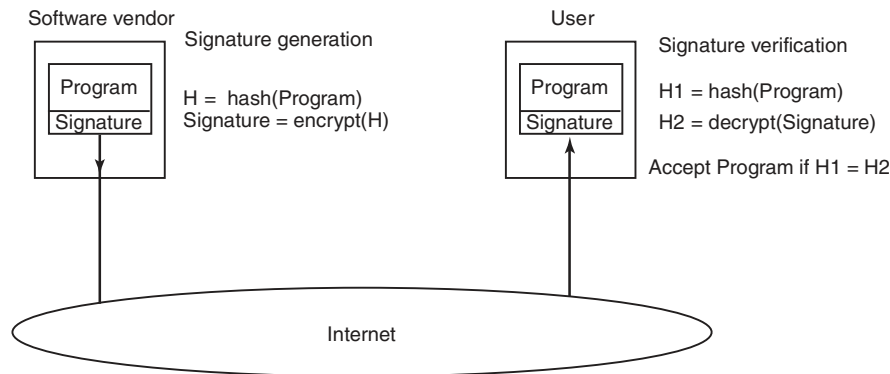 Software vendor
Signature generation
Program
Signature
H = hash(Program)
Signature = encrypt(H)
User
Signature verification
Program
Signature
H1 = hash(Program)
H2 = decrypt(Signature)
Accept Program if H1 = H2
Internet